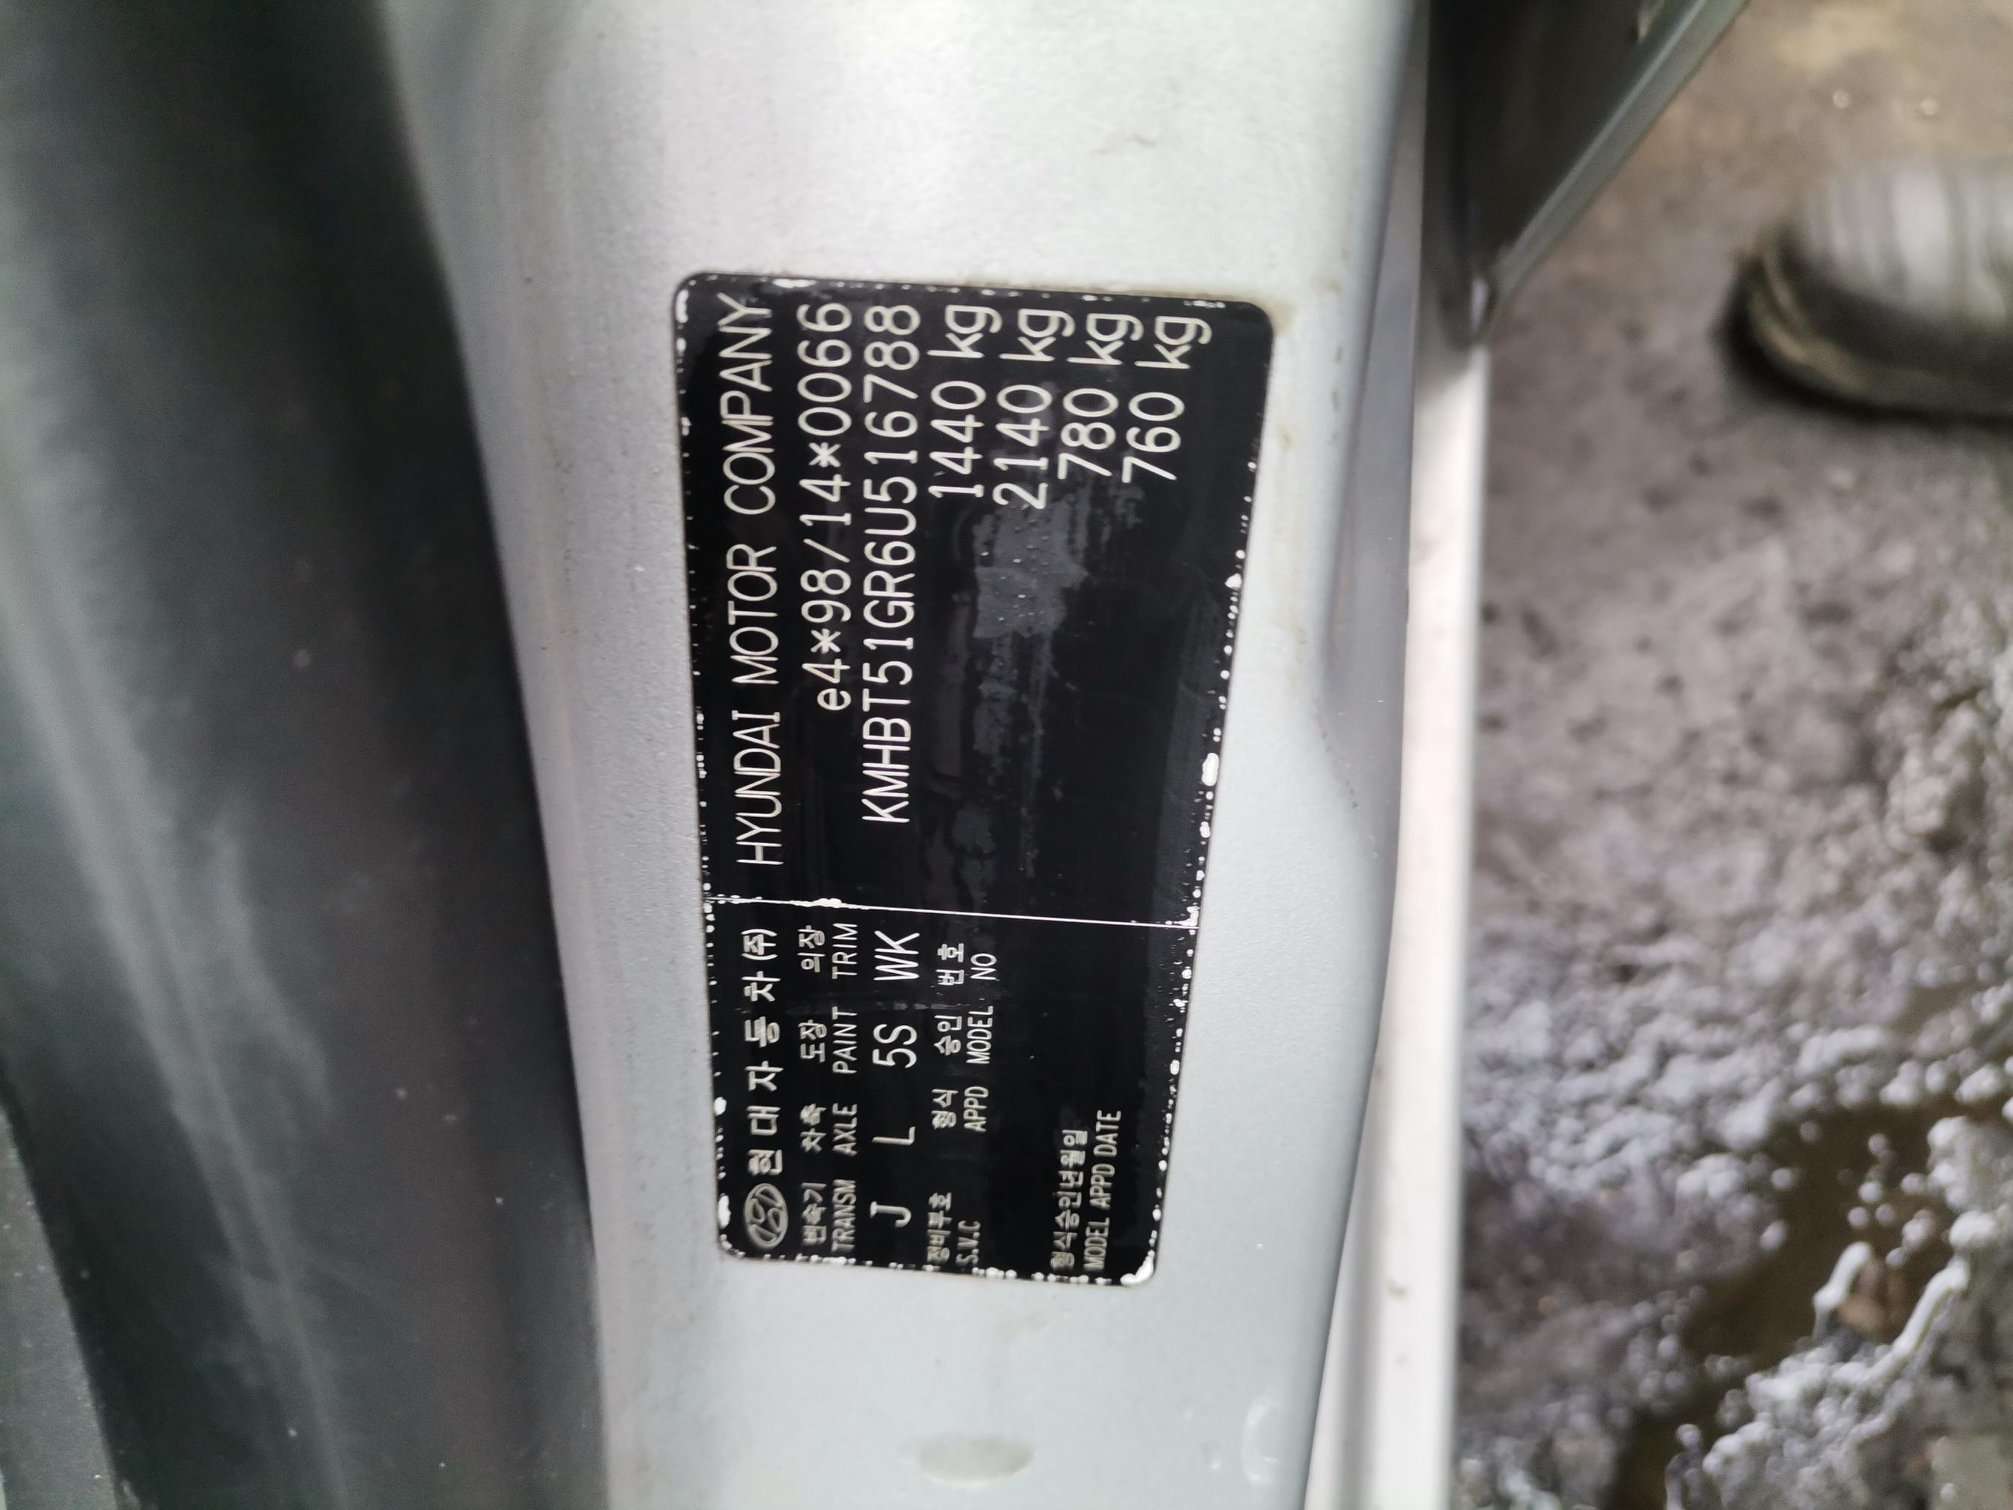 현대자동차(주) HYUNDAI MOTOR COMPANY
변속기 차축 도장 의장 e4*98/14*0066
TRANSM AXLE PAINT TRIM
J L 5S WK KMHBT51GR6U516788
정비부호 형식 승인 번호 1440 kg
S.V.C APPD MODEL NO
2140 kg
형식승인년월일 780 kg
MODEL APPD DATE 760 kg